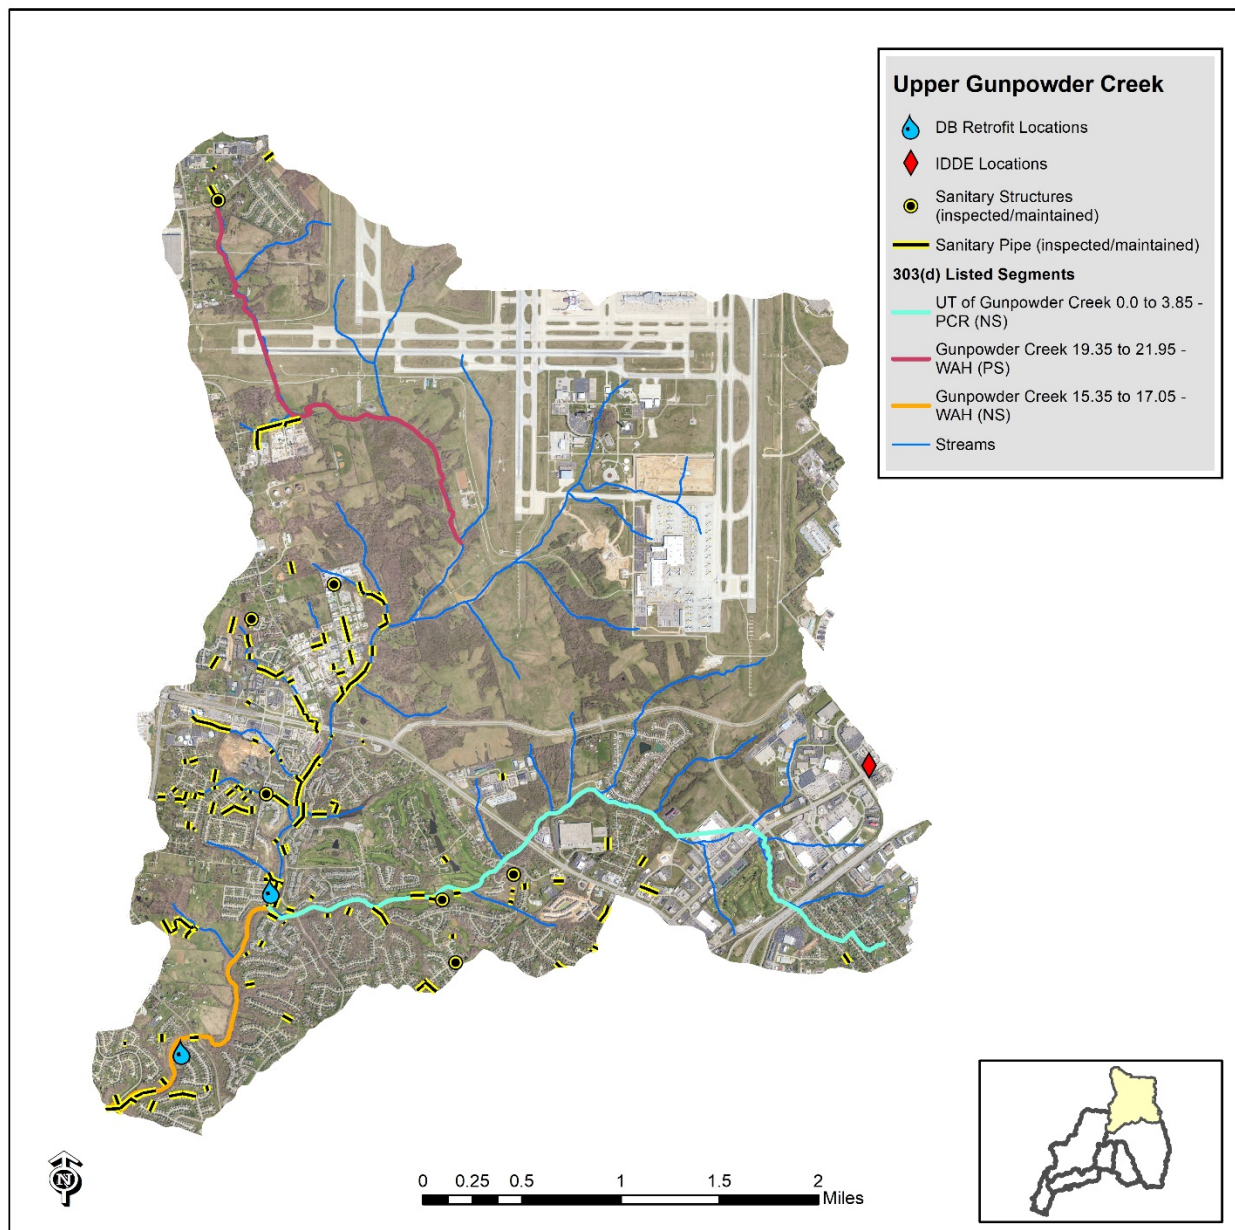 Upper Gunpowder Creek
DB Retrofit Locations
IDDE Locations
Sanitary Structures
(inspected/maintained)
Sanitary Pipe (inspected/maintained)
303(d) Listed Segments
UT of Gunpowder Creek 0.0 to 3.85 -
PCR (NS)
Gunpowder Creek 19.35 to 21.95 -
WAH (PS)
Gunpowder Creek 15.35 to 17.05 -
WAH (NS)
Streams
N
0 0.25 0.5 1 1.5 2
Miles